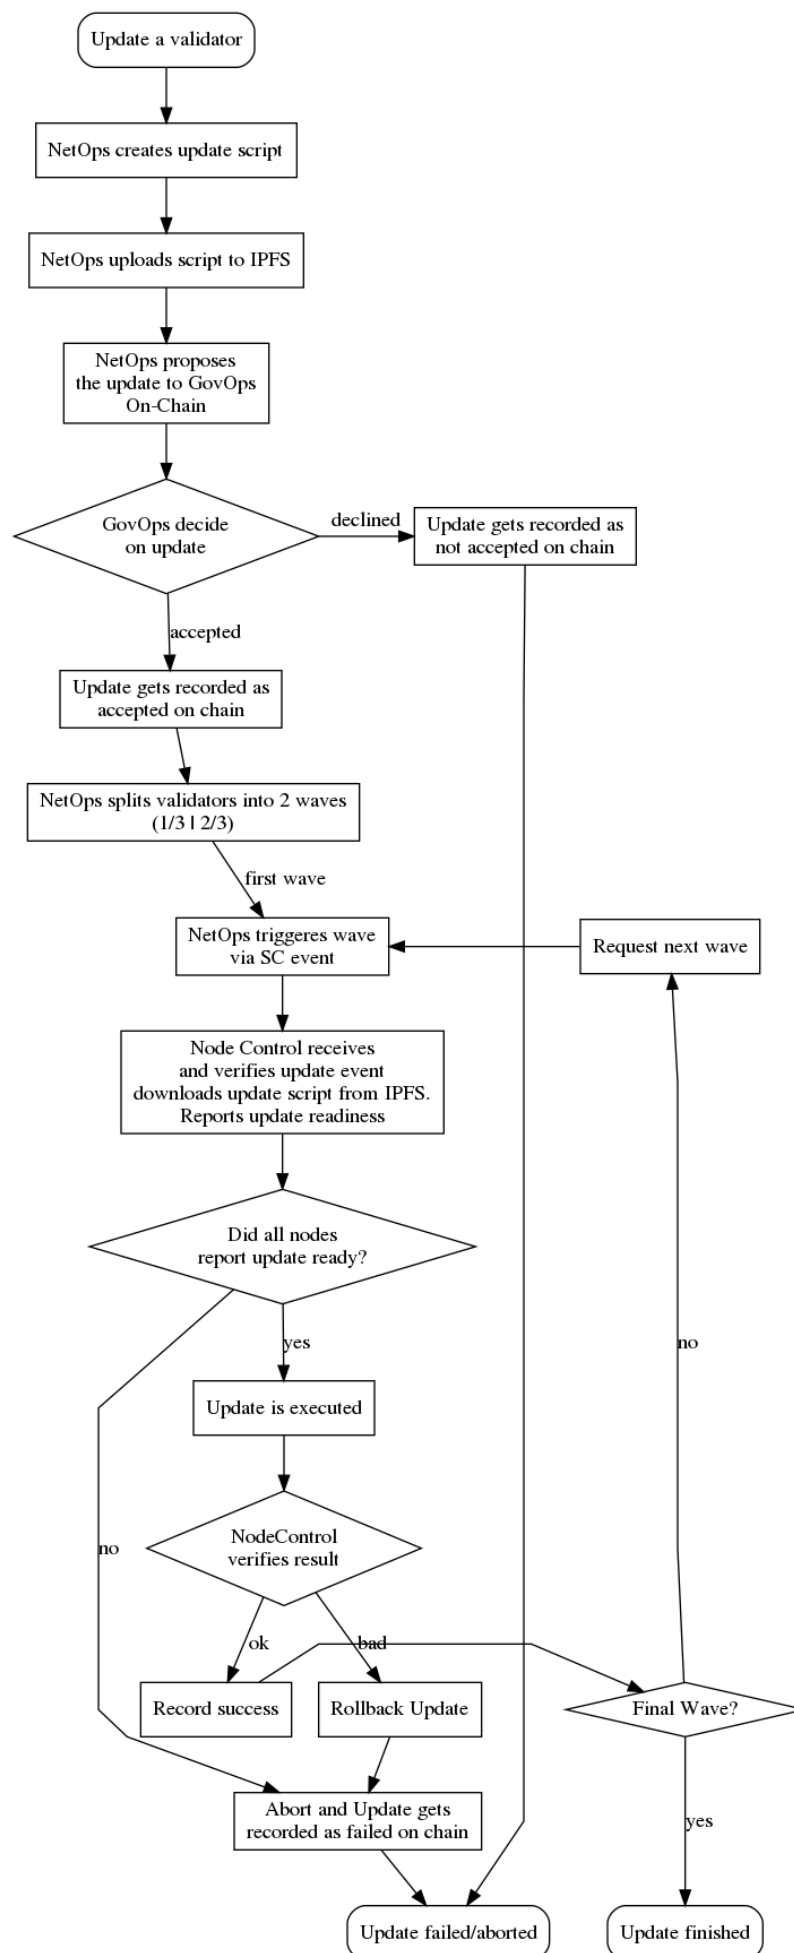 Update a validator
NetOps creates update script
NetOps uploads script to IPFS
NetOps proposes
the update to GovOps
On-Chain
GovOps decide
on update
declined
Update gets recorded as
not accepted on chain
accepted
Update gets recorded as
accepted on chain
NetOps splits validators into 2 waves
(1/3 | 2/3)
first wave
NetOps triggeres wave
via SC event
Request next wave
Node Control receives
and verifies update event
downloads update script from IPFS.
Reports update readiness
Did all nodes
report update ready?
yes
no
Update is executed
no
NodeControl
verifies result
ok
bad
Record success
Rollback Update
Final Wave?
Abort and Update gets
recorded as failed on chain
yes
Update failed/aborted
Update finished